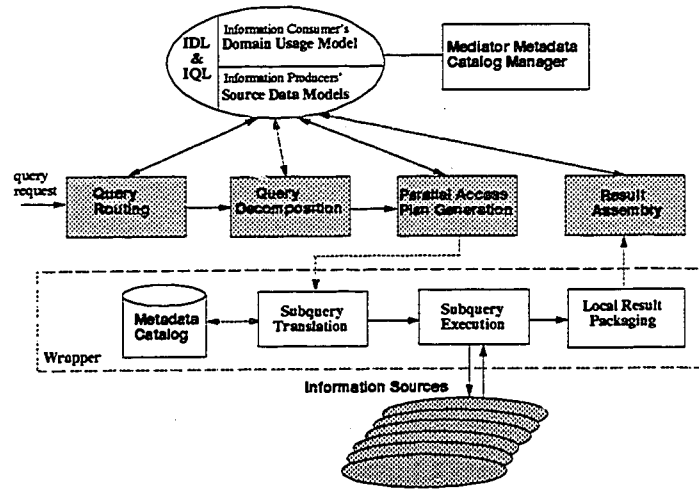 IDL
&
IQL
Information Consumer's
Domain Usage Model
Information Producers'
Source Data Models
Mediator Metadata
Catalog Manager
query
request
Query
Routing
Query
Decomposition
Parallel Access
Plan Generation
Result
Assembly
Metadata
Catalog
Subquery
Translation
Subquery
Execution
Local Result
Packaging
Wrapper
Information Sources